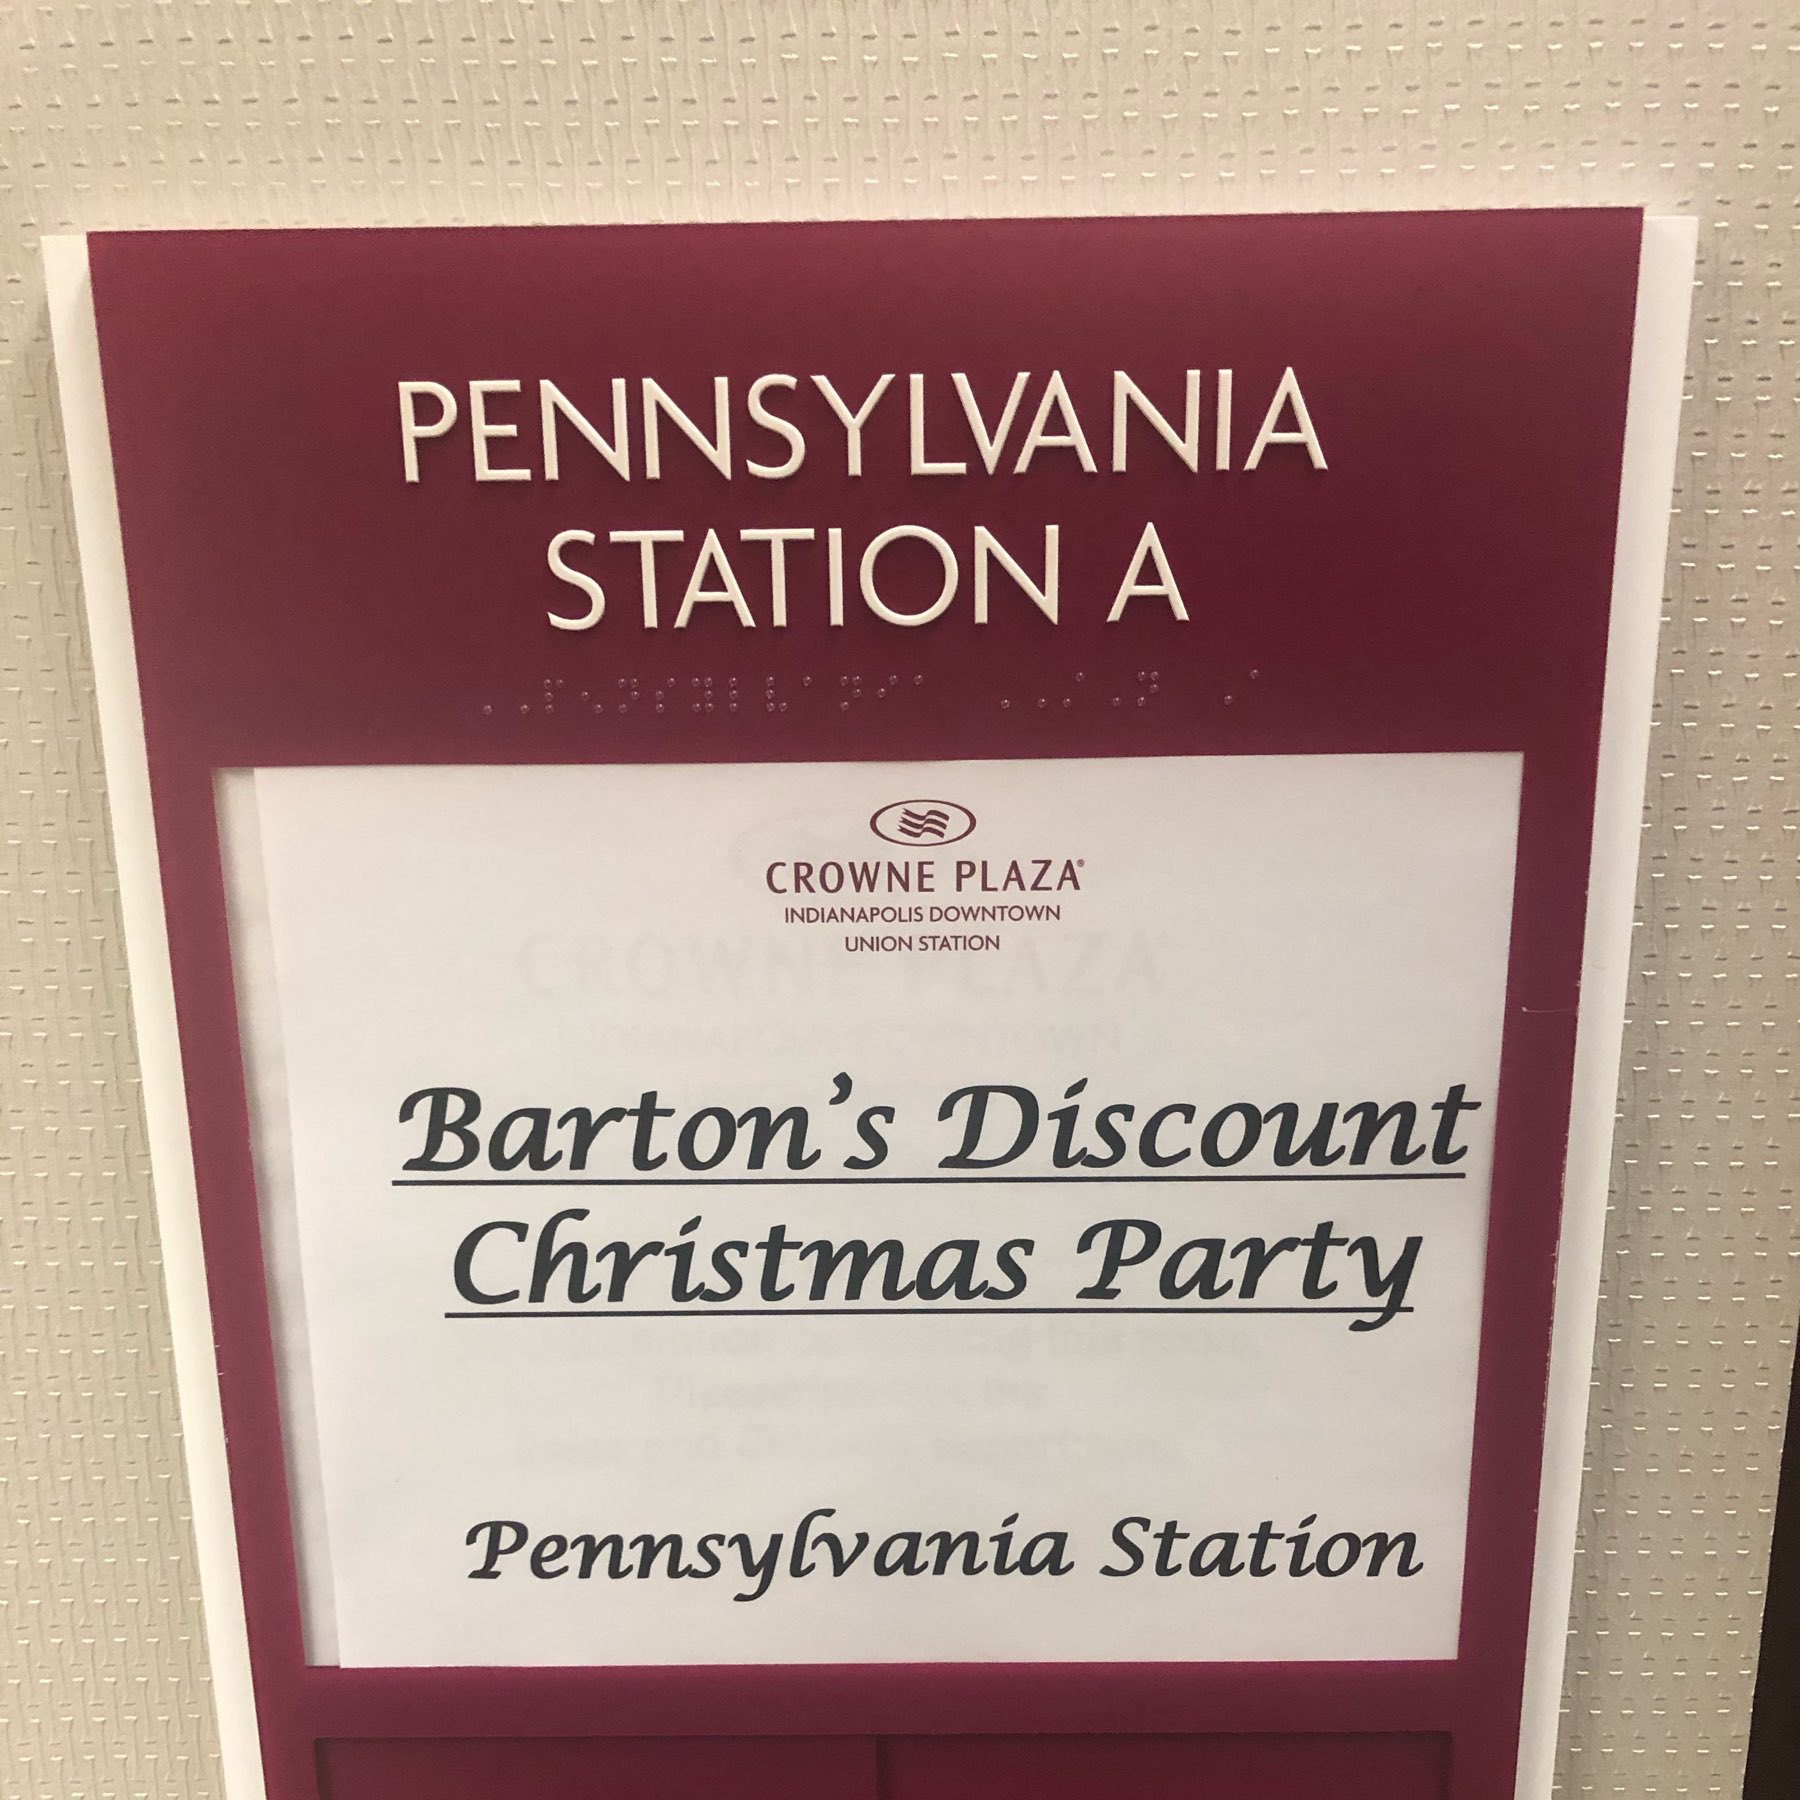 PENNSYLVANIA
STATION A
CROWNE PLAZA®
INDIANAPOLIS DOWNTOWN
UNION STATION
Barton's Discount
Christmas Party
Pennsylvania Station